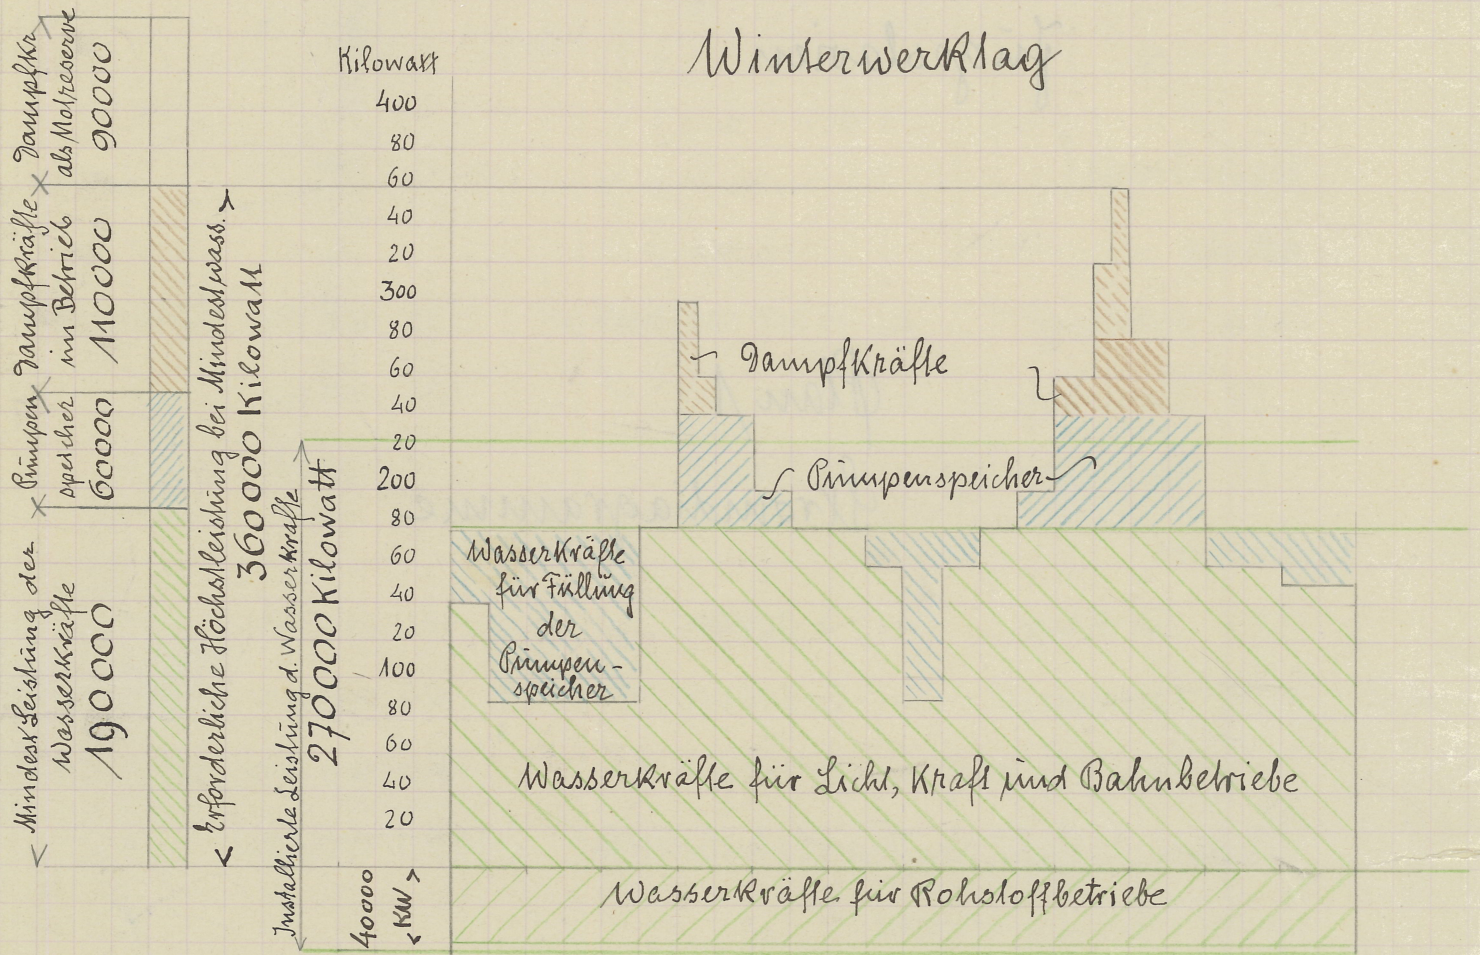 Winterwerktag
Kilowatt
400
80
60
40
20
300
80
60
40
20
200
80
60
40
20
100
80
60
40
20
40000
< KW >
Dampfkr.
als Notreserve
90000
Dampfkräfte
im Betrieb
110000
Pumpen
speicher
60000
Mindestleistung der
Wasserkräfte
190000
< Erforderliche Höchstleistung bei Mindestwass. >
360000 Kilowatt
Installierte Leistung d. Wasserkräfte
270000 Kilowatt
Dampfkräfte
Pumpenspeicher
Wasserkräfte
für Füllung
der
Pumpen-
speicher
Wasserkräfte für Licht, Kraft und Bahnbetriebe
Wasserkräfte für Rohstoffbetriebe